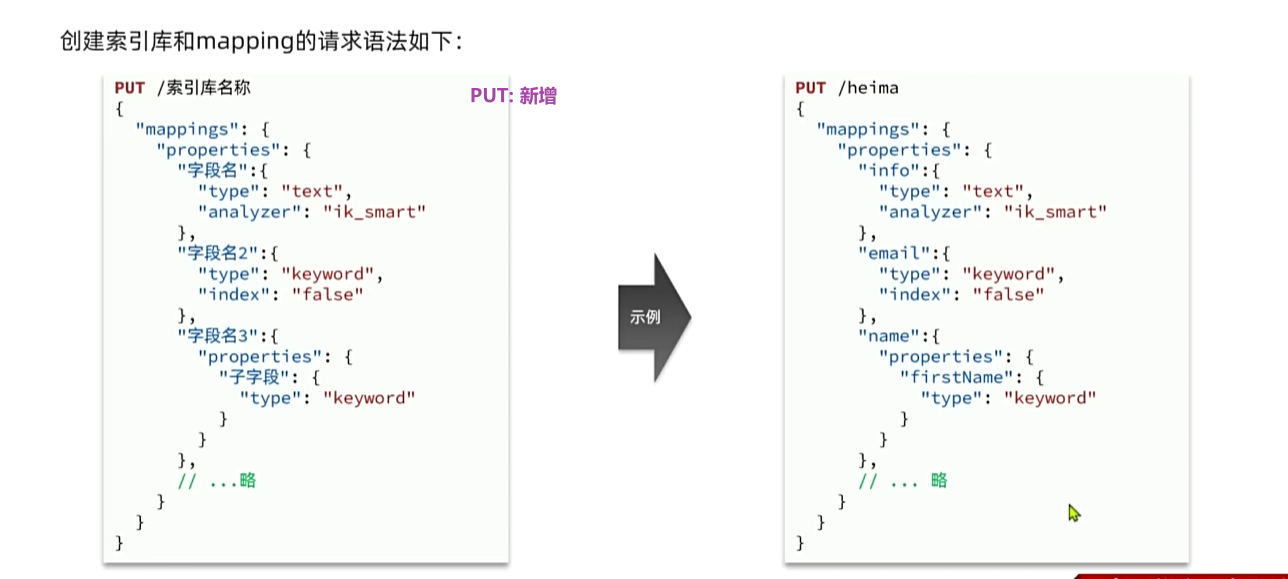 创建索引库和mapping的请求语法如下：
PUT /索引库名称
{
  "mappings": {
    "properties": {
      "字段名":{
        "type": "text",
        "analyzer": "ik_smart"
      },
      "字段名2":{
        "type": "keyword",
        "index": "false"
      },
      "字段名3":{
        "properties": {
          "子字段": {
            "type": "keyword"
          }
        }
      },
      // ...略
    }
  }
}
PUT: 新增
示例
PUT /heima
{
  "mappings": {
    "properties": {
      "info":{
        "type": "text",
        "analyzer": "ik_smart"
      },
      "email":{
        "type": "keyword",
        "index": "false"
      },
      "name":{
        "properties": {
          "firstName": {
            "type": "keyword"
          }
        }
      },
      // ... 略
    }
  }
}